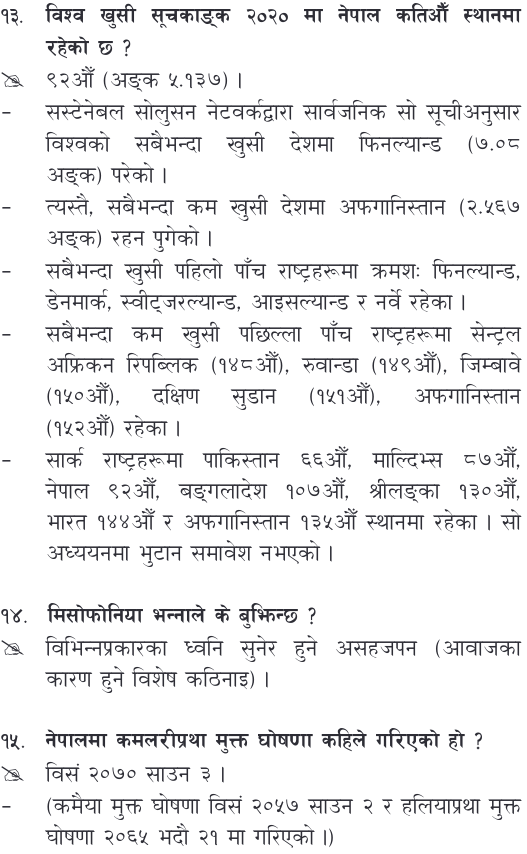 १३. विश्व खुसी सूचकाङ्क २०२० मा नेपाल कतिऔँ स्थानमा
रहेको छ ?
९२औँ (अङ्क ५.१३७) ।
- सस्टेनेबल सोलुसन नेटवर्कद्वारा सार्वजनिक सो सूचीअनुसार
विश्वको सबैभन्दा खुसी देशमा फिनल्यान्ड (७.०८
अङ्क) परेको ।
- त्यस्तै, सबैभन्दा कम खुसी देशमा अफगानिस्तान (२.५६७
अङ्क) रहन पुगेको ।
- सबैभन्दा खुसी पहिलो पाँच राष्ट्रहरूमा क्रमशः फिनल्यान्ड,
डेनमार्क, स्वीट्जरल्यान्ड, आइसल्यान्ड र नर्वे रहेका ।
- सबैभन्दा कम खुसी पछिल्ला पाँच राष्ट्रहरूमा सेन्ट्रल
अफ्रिकन रिपब्लिक (१४८औँ), रुवान्डा (१४९औँ), जिम्बावे
(१५०औँ), दक्षिण सुडान (१५१औँ), अफगानिस्तान
(१५२औँ) रहेका ।
- सार्क राष्ट्रहरूमा पाकिस्तान ६६औँ, माल्दिभ्स ८७औँ,
नेपाल ९२औँ, बङ्गलादेश १०७औँ, श्रीलङ्का १३०औँ,
भारत १४४औँ र अफगानिस्तान १३५औँ स्थानमा रहेका । सो
अध्ययनमा भुटान समावेश नभएको ।
१४. मिसोफोनिया भन्नाले के बुझिन्छ ?
विभिन्नप्रकारका ध्वनि सुनेर हुने असहजपन (आवाजका
कारण हुने विशेष कठिनाइ) ।
१५. नेपालमा कमलरीप्रथा मुक्त घोषणा कहिले गरिएको हो ?
विसं २०७० साउन ३ ।
- (कमैया मुक्त घोषणा विसं २०५७ साउन २ र हलियाप्रथा मुक्त
घोषणा २०६५ भदौ २१ मा गरिएको ।)